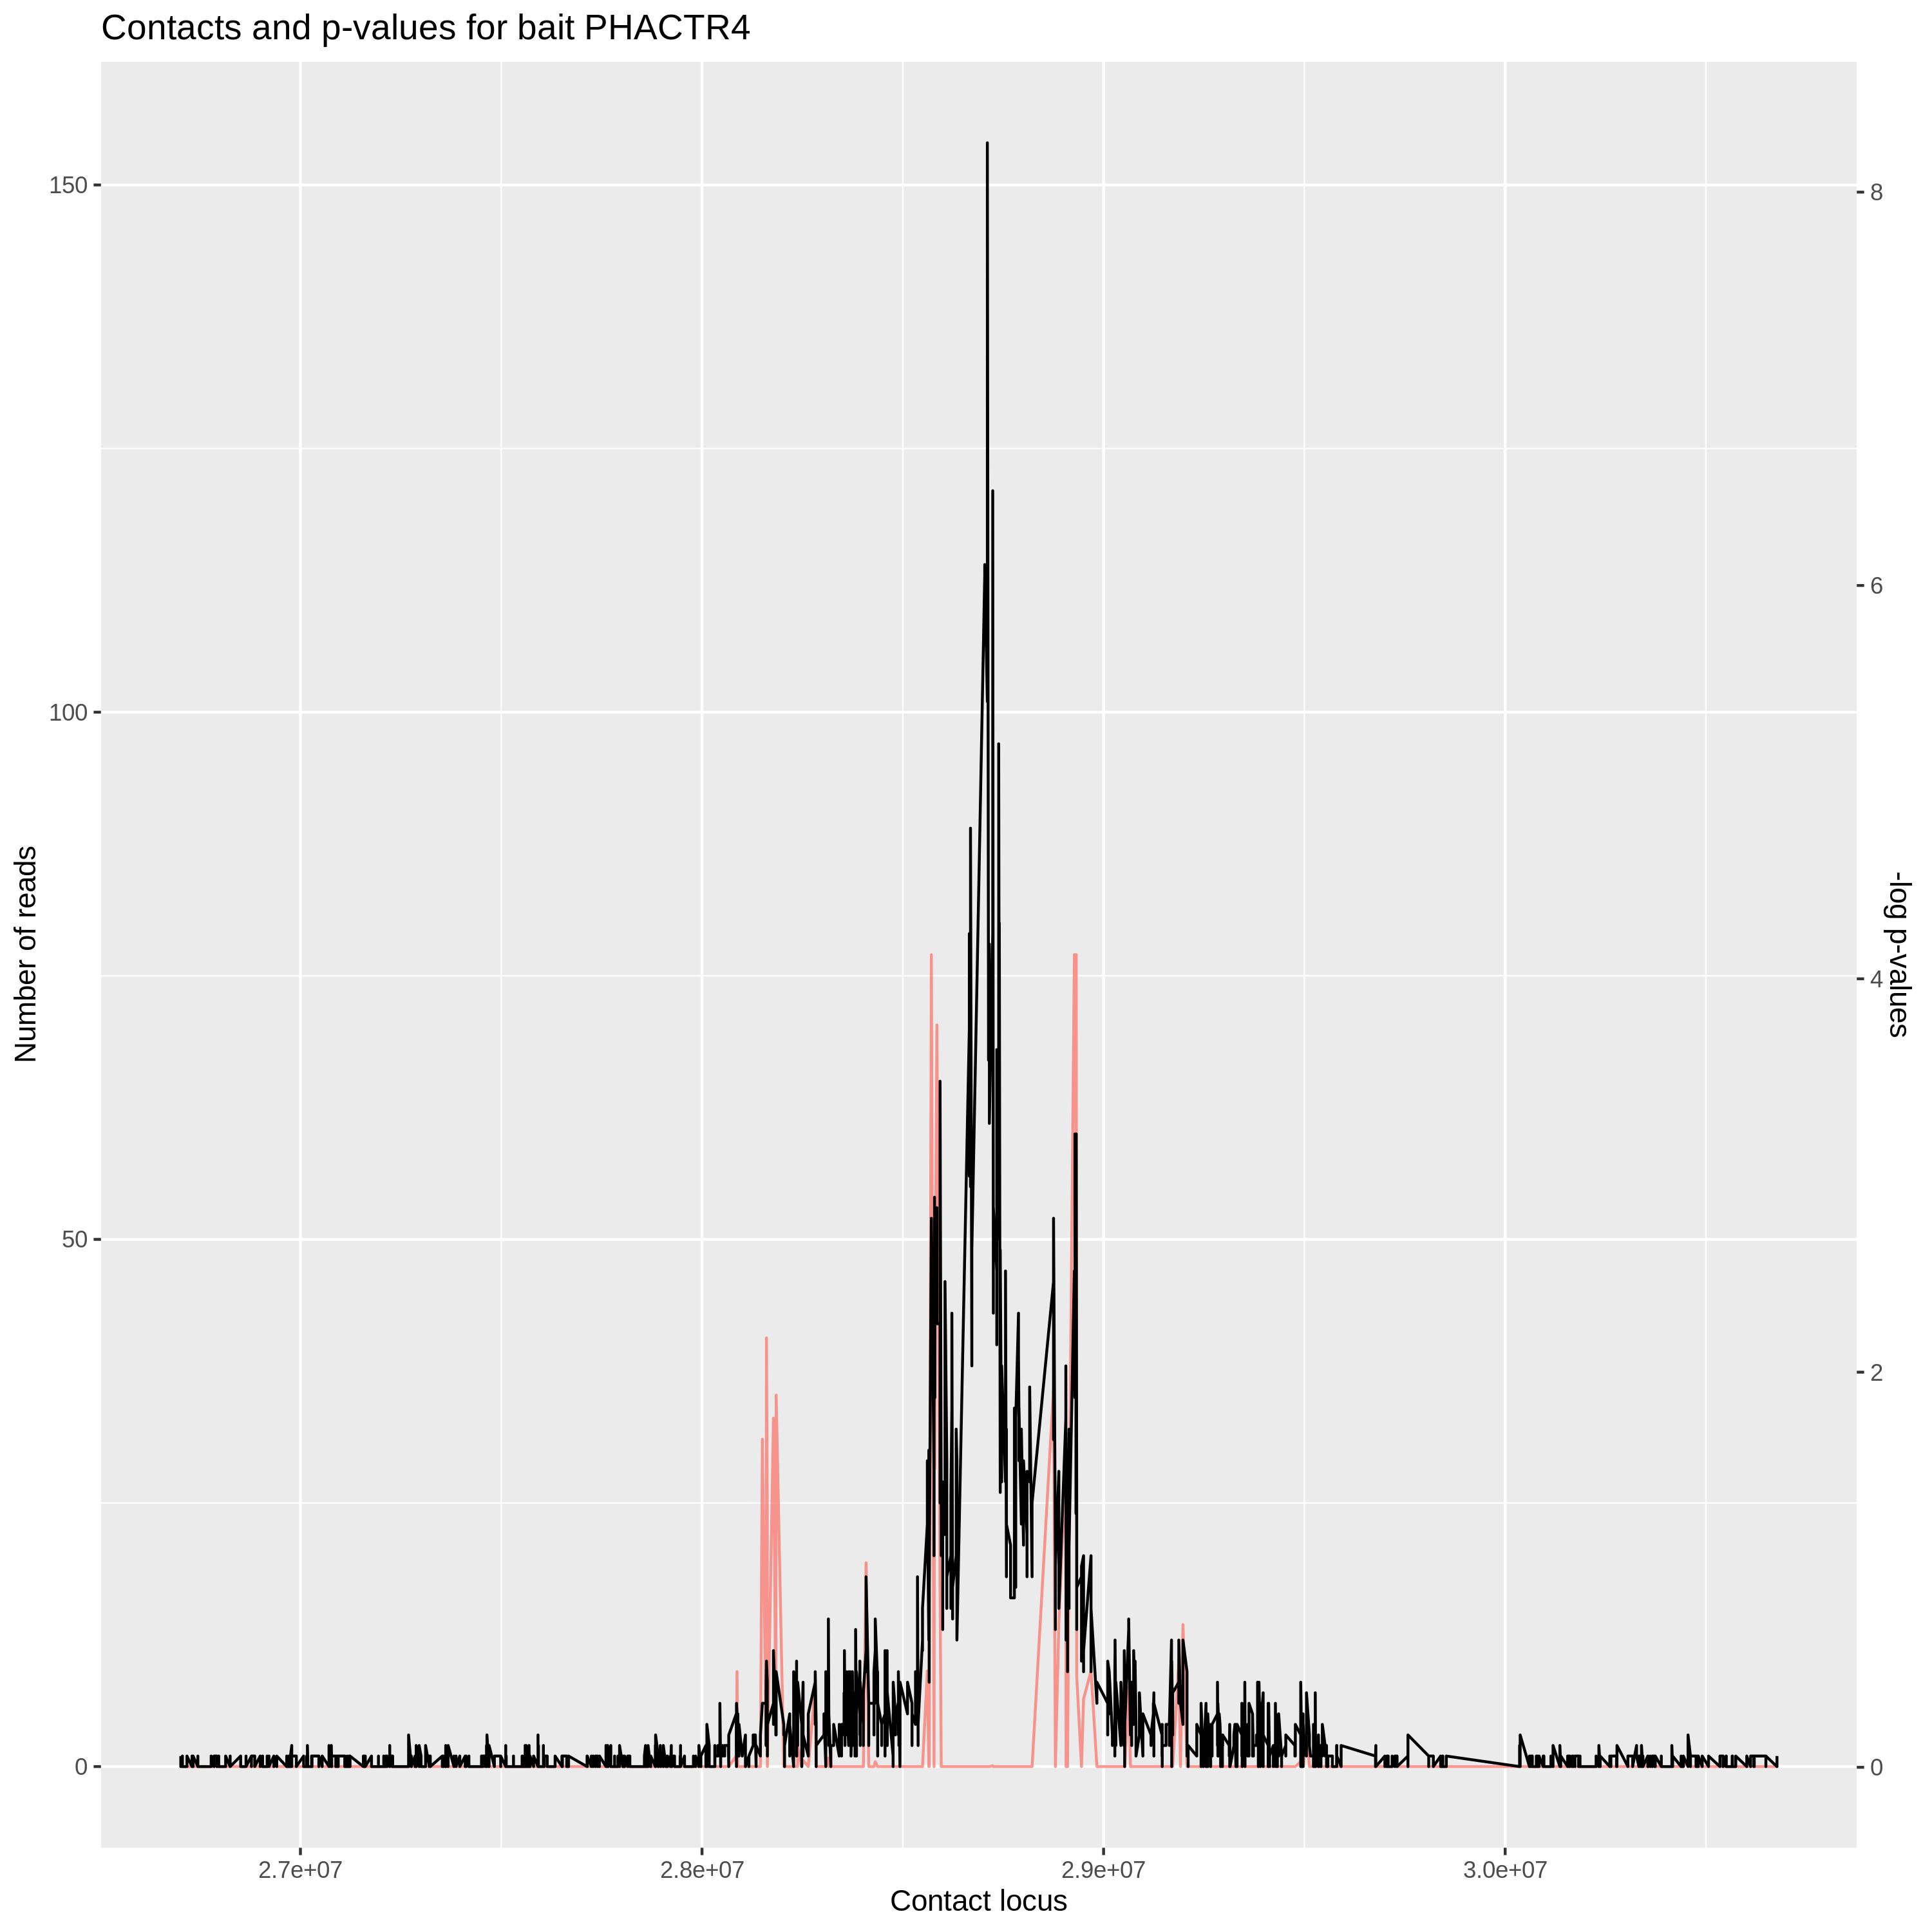 Contacts and p-values for bait PHACTR4
150
100
50
0
Number of reads
8
6
4
2
0
-log p-values
2.7e+07 2.8e+07 2.9e+07 3.0e+07
Contact locus